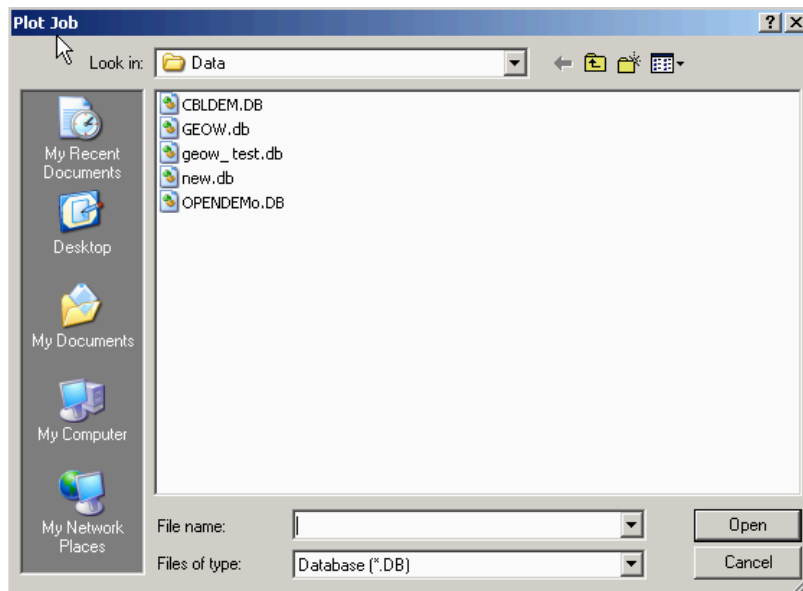 Plot Job
Look in: Data
CBLDEM.DB
GEOW.db
geow_ test.db
new.db
OPENDEMo.DB
My Recent
Documents
Desktop
My Documents
My Computer
My Network
Places
File name:
Open
Files of type: Database (*.DB)
Cancel